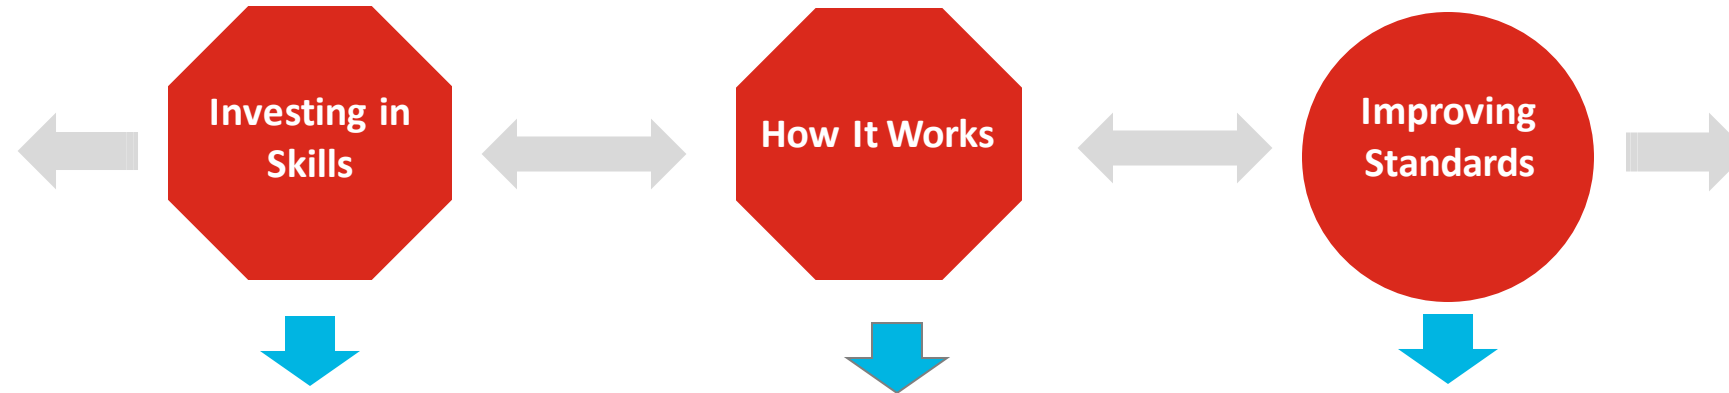 Investing in
Skills
How It Works
Improving
Standards